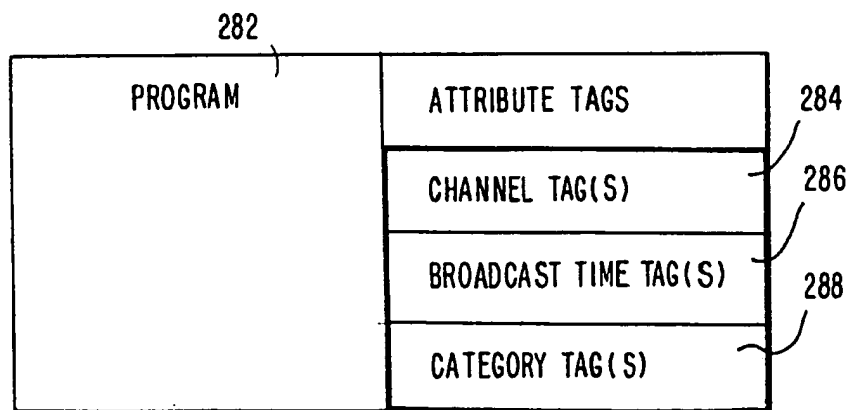 282
PROGRAM
ATTRIBUTE TAGS
284
CHANNEL TAG(S)
286
BROADCAST TIME TAG(S)
288
CATEGORY TAG(S)